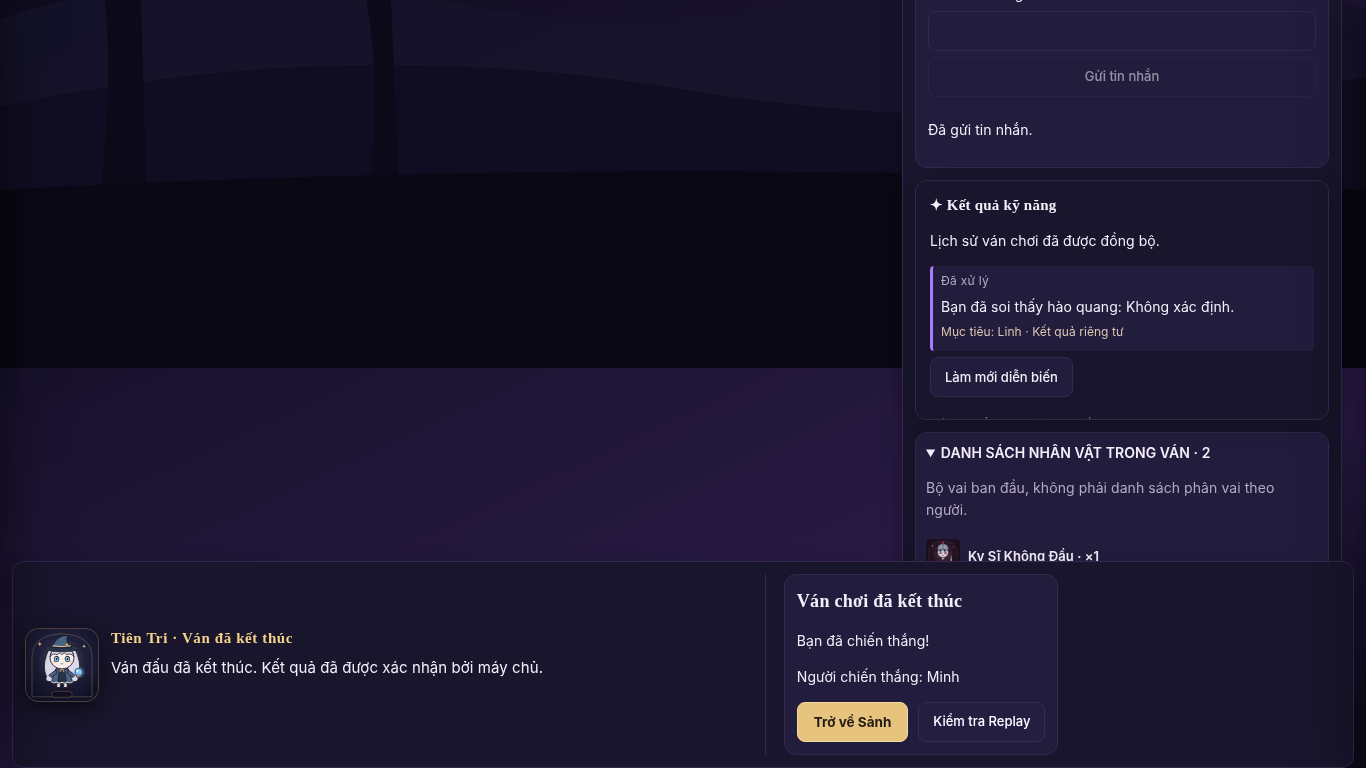 Gửi tin nhắn
Đã gửi tin nhắn.
✦ Kết quả kỹ năng
Lịch sử ván chơi đã được đồng bộ.
Đã xử lý
Bạn đã soi thấy hào quang: Không xác định.
Mục tiêu: Linh · Kết quả riêng tư
Làm mới diễn biến
▼ DANH SÁCH NHÂN VẬT TRONG VÁN · 2
Bộ vai ban đầu, không phải danh sách phân vai theo
người.
Kỵ Sĩ Không Đầu · ×1
Tiên Tri · Ván đã kết thúc
Ván đấu đã kết thúc. Kết quả đã được xác nhận bởi máy chủ.
Ván chơi đã kết thúc
Bạn đã chiến thắng!
Người chiến thắng: Minh
Trở về Sảnh
Kiểm tra Replay